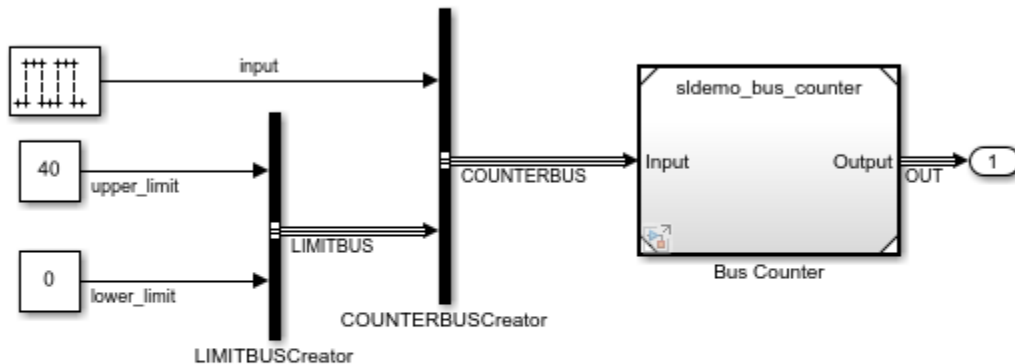 input
40
upper_limit
0
lower_limit
LIMITBUS
LIMITBUSCreator
COUNTERBUS
COUNTERBUSCreator
sldemo_bus_counter
Input
Output
Bus Counter
OUT
1